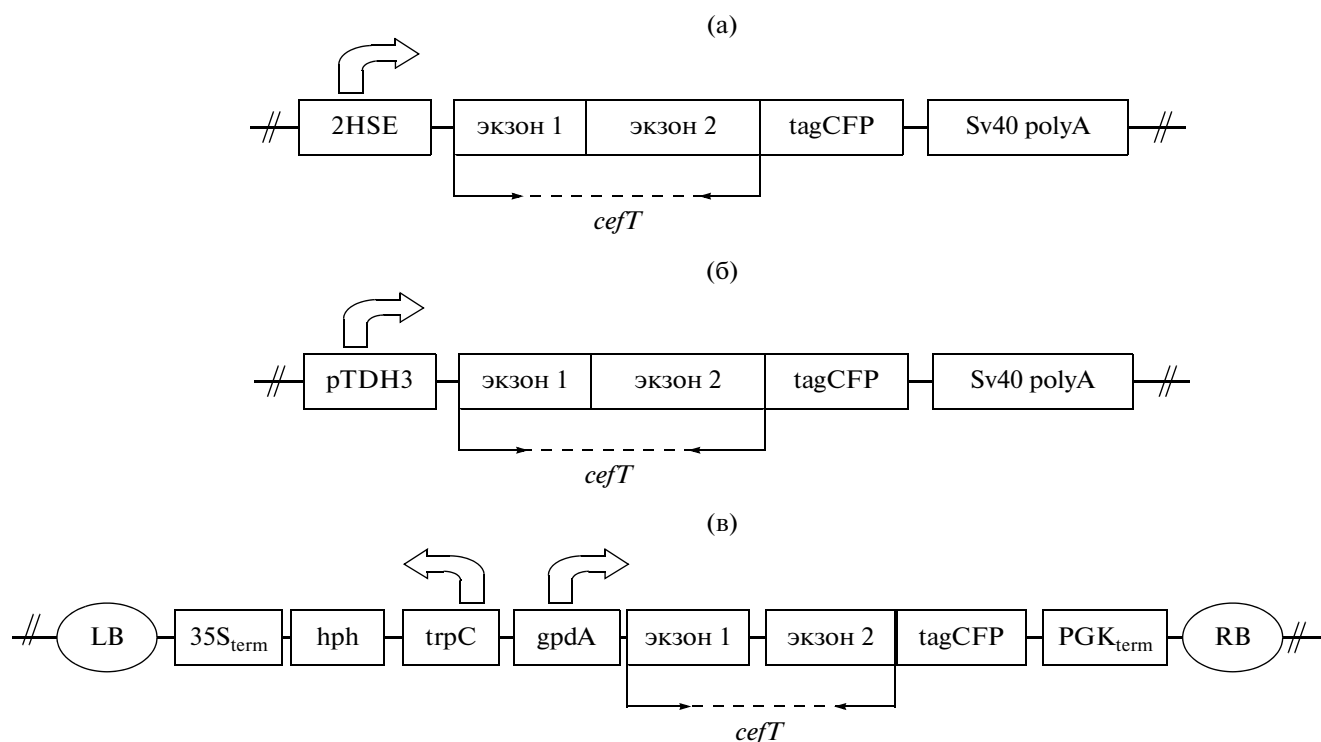 (а)
2HSE экзон 1 экзон 2 tagCFP Sv40 polyA
cefT
(б)
pTDH3 экзон 1 экзон 2 tagCFP Sv40 polyA
cefT
(в)
LB 35Sterm hph trpC gpdA экзон 1 экзон 2 tagCFP PGKterm RB
cefT